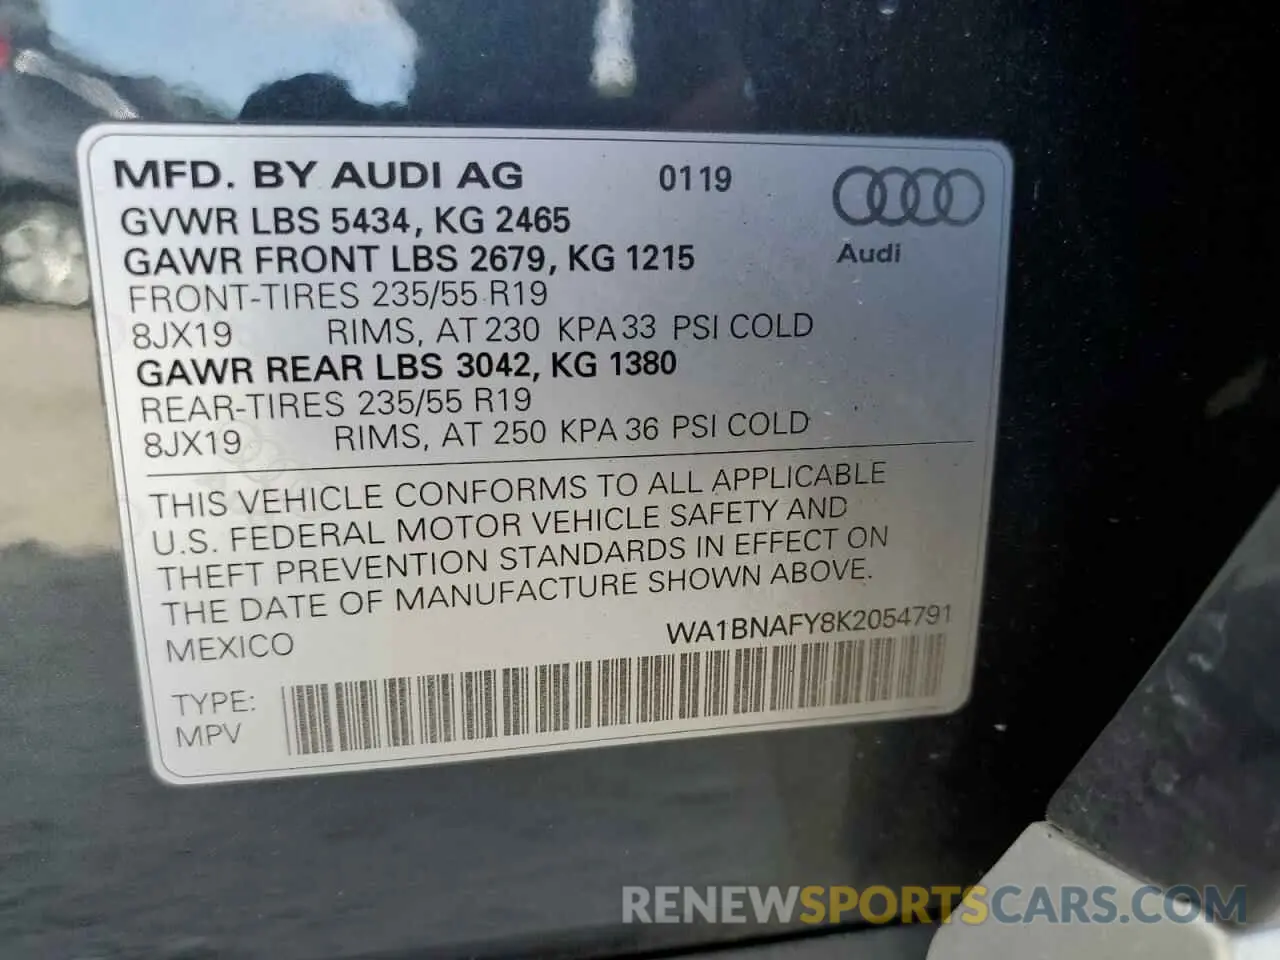 MFD. BY AUDI AG 0119
GVWR LBS 5434, KG 2465
Audi
GAWR FRONT LBS 2679, KG 1215
FRONT-TIRES 235/55 R19
8JX19 RIMS, AT 230 KPA 33 PSI COLD
GAWR REAR LBS 3042, KG 1380
REAR-TIRES 235/55 R19
8JX19 RIMS, AT 250 KPA 36 PSI COLD
THIS VEHICLE CONFORMS TO ALL APPLICABLE
U.S. FEDERAL MOTOR VEHICLE SAFETY AND
THEFT PREVENTION STANDARDS IN EFFECT ON
THE DATE OF MANUFACTURE SHOWN ABOVE.
MEXICO WA1BNAFY8K2054791
TYPE:
MPV
RENEWSPORTSCARS.COM